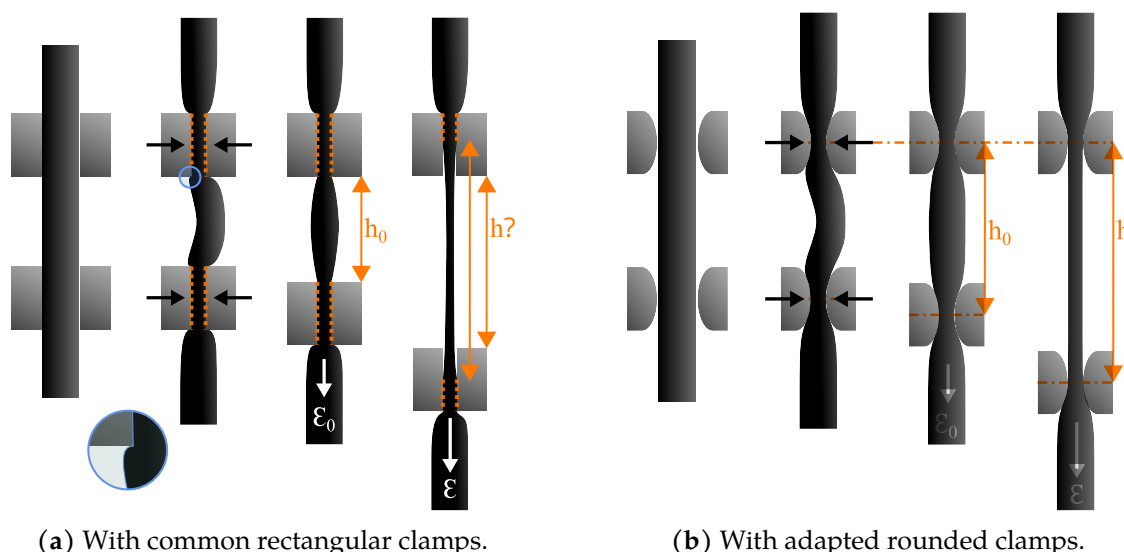 h₀
h?
ε₀
ε
h₀
h
ε₀
ε
(a) With common rectangular clamps.
(b) With adapted rounded clamps.